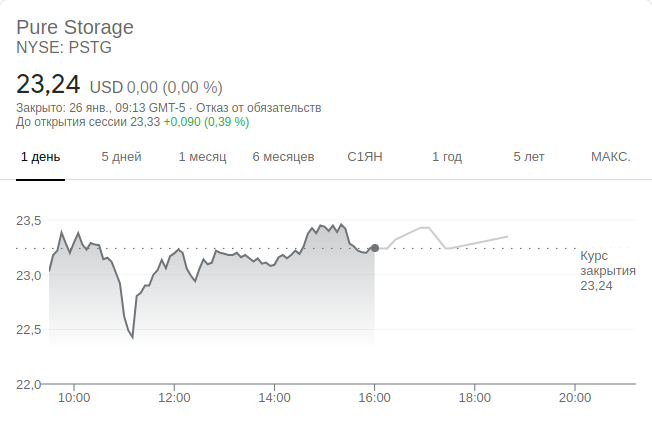 Pure Storage
NYSE: PSTG
23,24 USD 0,00 (0,00 %)
Закрыто: 26 янв., 09:13 GMT-5 · Отказ от обязательств
До открытия сессии 23,33 +0,090 (0,39 %)
1 день 5 дней 1 месяц 6 месяцев С1ЯН 1 год 5 лет МАКС.
23,5
Курс
закрытия
23,24
23,0
22,5
22,0
10:00 12:00 14:00 16:00 18:00 20:00